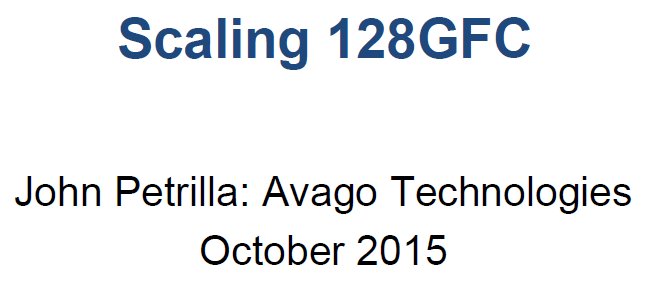 Scaling 128GFC
John Petrilla: Avago Technologies
October 2015